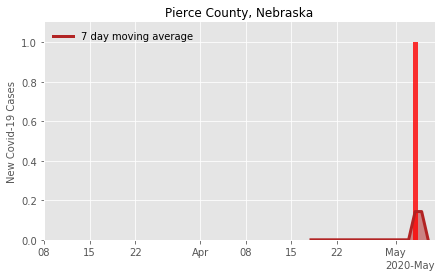 Pierce County, Nebraska
7 day moving average
New Covid-19 Cases
1.0
0.8
0.6
0.4
0.2
0.0
08 15 22 Apr 08 15 22 May
2020-May